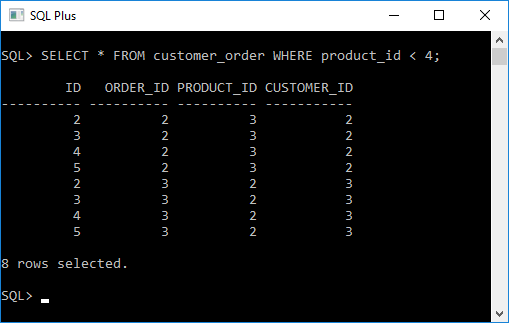 SQL Plus
SQL> SELECT * FROM customer_order WHERE product_id < 4;
        ID   ORDER_ID PRODUCT_ID CUSTOMER_ID
---------- ---------- ---------- -----------
         2          2          3           2
         3          2          3           2
         4          2          3           2
         5          2          3           2
         2          3          2           3
         3          3          2           3
         4          3          2           3
         5          3          2           3
8 rows selected.
SQL>